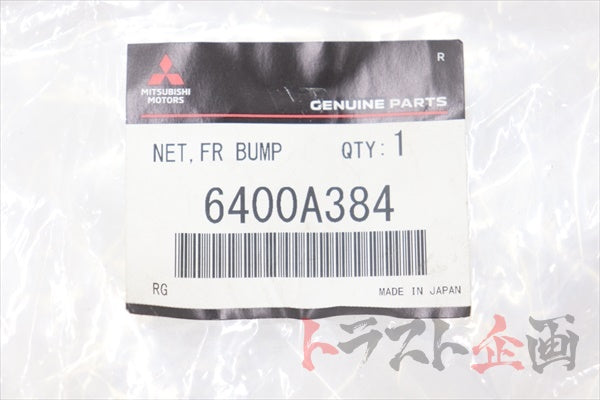 R
MITSUBISHI
MOTORS
GENUINE PARTS
NET, FR BUMP QTY: 1
6400A384
RG MADE IN JAPAN
トラスト企画